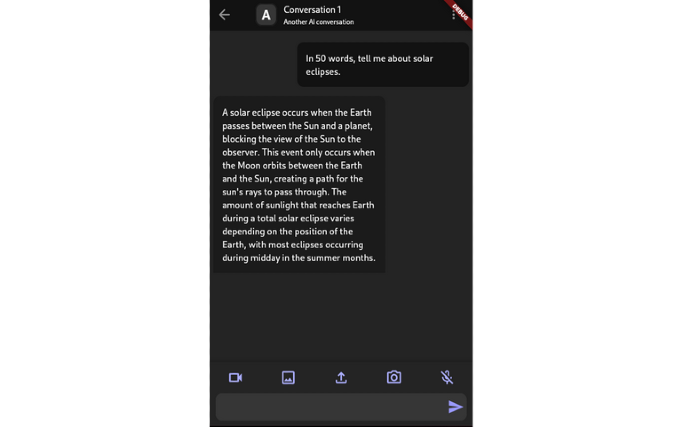 Conversation 1
Another AI conversation
A
DEBUG
In 50 words, tell me about solar
eclipses.
A solar eclipse occurs when the Earth
passes between the Sun and a planet,
blocking the view of the Sun to the
observer. This event only occurs when
the Moon orbits between the Earth
and the Sun, creating a path for the
sun's rays to pass through. The
amount of sunlight that reaches Earth
during a total solar eclipse varies
depending on the position of the
Earth, with most eclipses occurring
during midday in the summer months.